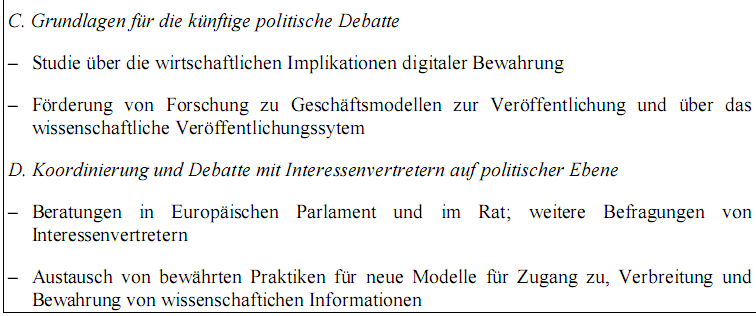 C. Grundlagen für die künftige politische Debatte
– Studie über die wirtschaftlichen Implikationen digitaler Bewahrung
– Förderung von Forschung zu Geschäftsmodellen zur Veröffentlichung und über das
wissenschaftliche Veröffentlichungssytem
D. Koordinierung und Debatte mit Interessenvertretern auf politischer Ebene
– Beratungen in Europäischen Parlament und im Rat; weitere Befragungen von
Interessenvertretern
– Austausch von bewährten Praktiken für neue Modelle für Zugang zu, Verbreitung und
Bewahrung von wissenschaftichen Informationen